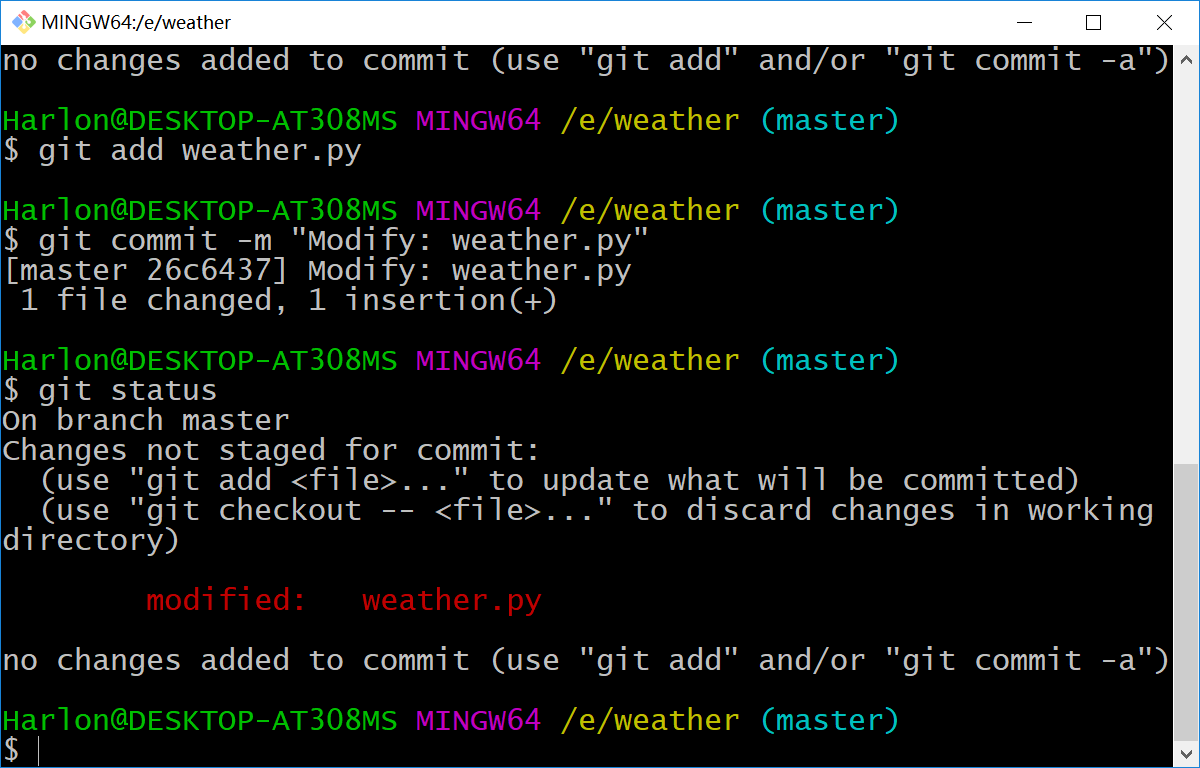 MINGW64:/e/weather
no changes added to commit (use "git add" and/or "git commit -a")
Harlon@DESKTOP-AT308MS MINGW64 /e/weather (master)
$ git add weather.py
Harlon@DESKTOP-AT308MS MINGW64 /e/weather (master)
$ git commit -m "Modify: weather.py"
[master 26c6437] Modify: weather.py
 1 file changed, 1 insertion(+)
Harlon@DESKTOP-AT308MS MINGW64 /e/weather (master)
$ git status
On branch master
Changes not staged for commit:
  (use "git add <file>..." to update what will be committed)
  (use "git checkout -- <file>..." to discard changes in working
directory)
        modified:   weather.py
no changes added to commit (use "git add" and/or "git commit -a")
Harlon@DESKTOP-AT308MS MINGW64 /e/weather (master)
$